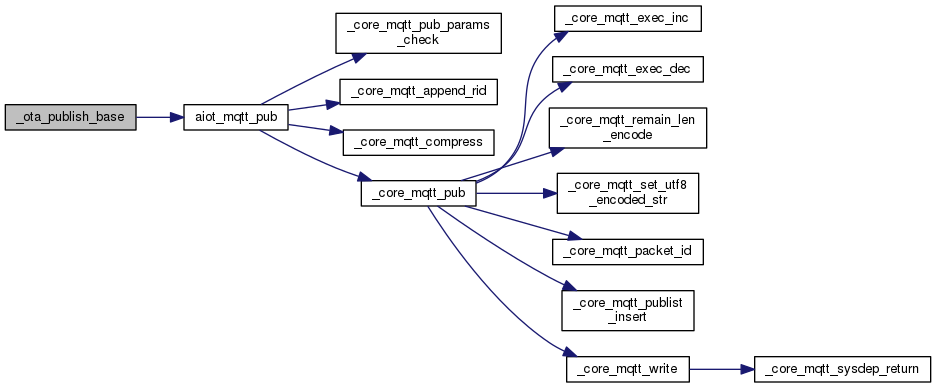 _ota_publish_base
aiot_mqtt_pub
_core_mqtt_pub_params
_check
_core_mqtt_append_rid
_core_mqtt_compress
_core_mqtt_pub
_core_mqtt_exec_inc
_core_mqtt_exec_dec
_core_mqtt_remain_len
_encode
_core_mqtt_set_utf8
_encoded_str
_core_mqtt_packet_id
_core_mqtt_publist
_insert
_core_mqtt_write
_core_mqtt_sysdep_return